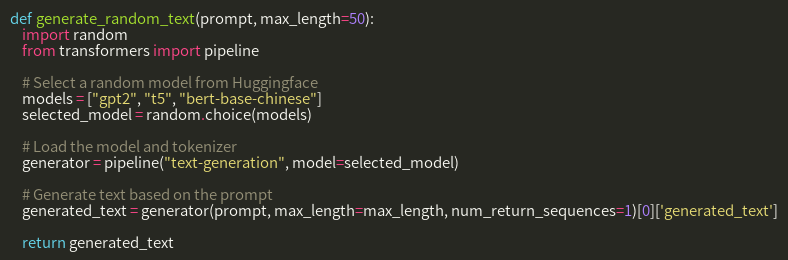 def generate_random_text(prompt, max_length=50):
    import random
    from transformers import pipeline

    # Select a random model from Huggingface
    models = ["gpt2", "t5", "bert-base-chinese"]
    selected_model = random.choice(models)

    # Load the model and tokenizer
    generator = pipeline("text-generation", model=selected_model)

    # Generate text based on the prompt
    generated_text = generator(prompt, max_length=max_length, num_return_sequences=1)[0]['generated_text']

    return generated_text